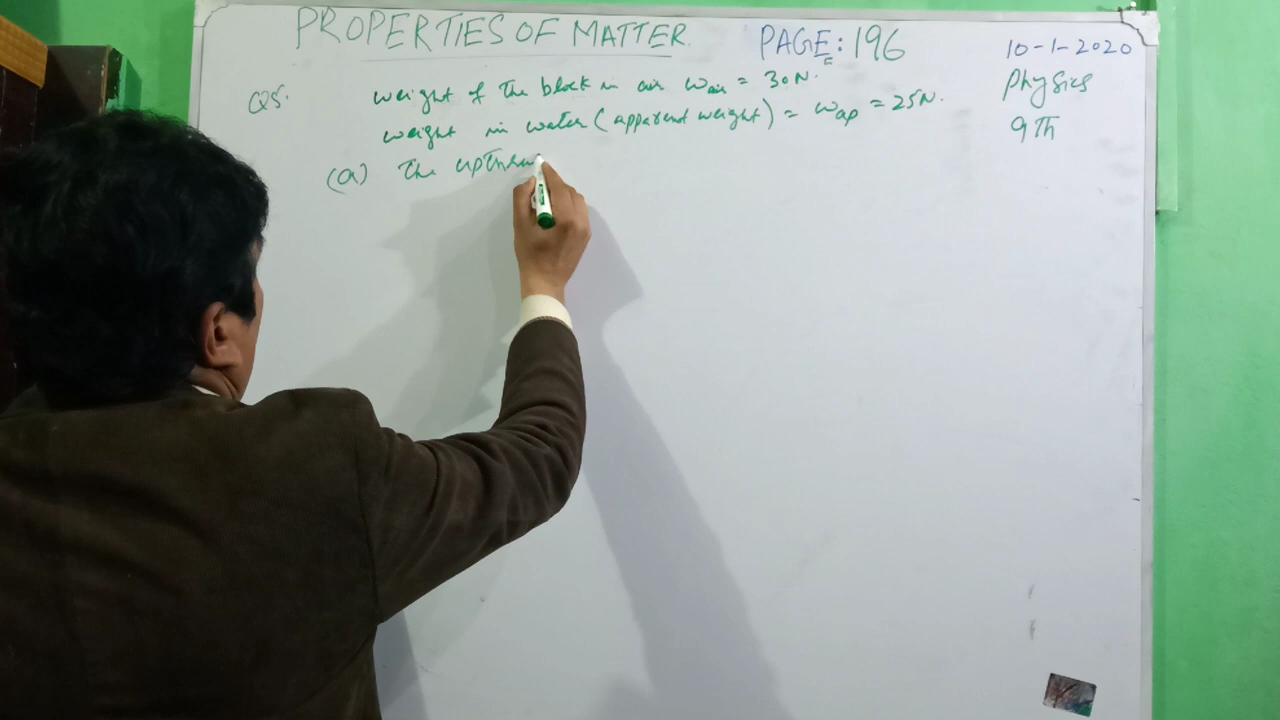 PROPERTIES OF MATTER PAGE: 196
10-1-2020
Physics
9Th
Q5. weight of the block in air Wair = 30N.
weight in water (apparent weight) = Wap = 25N.
(a) The upthru